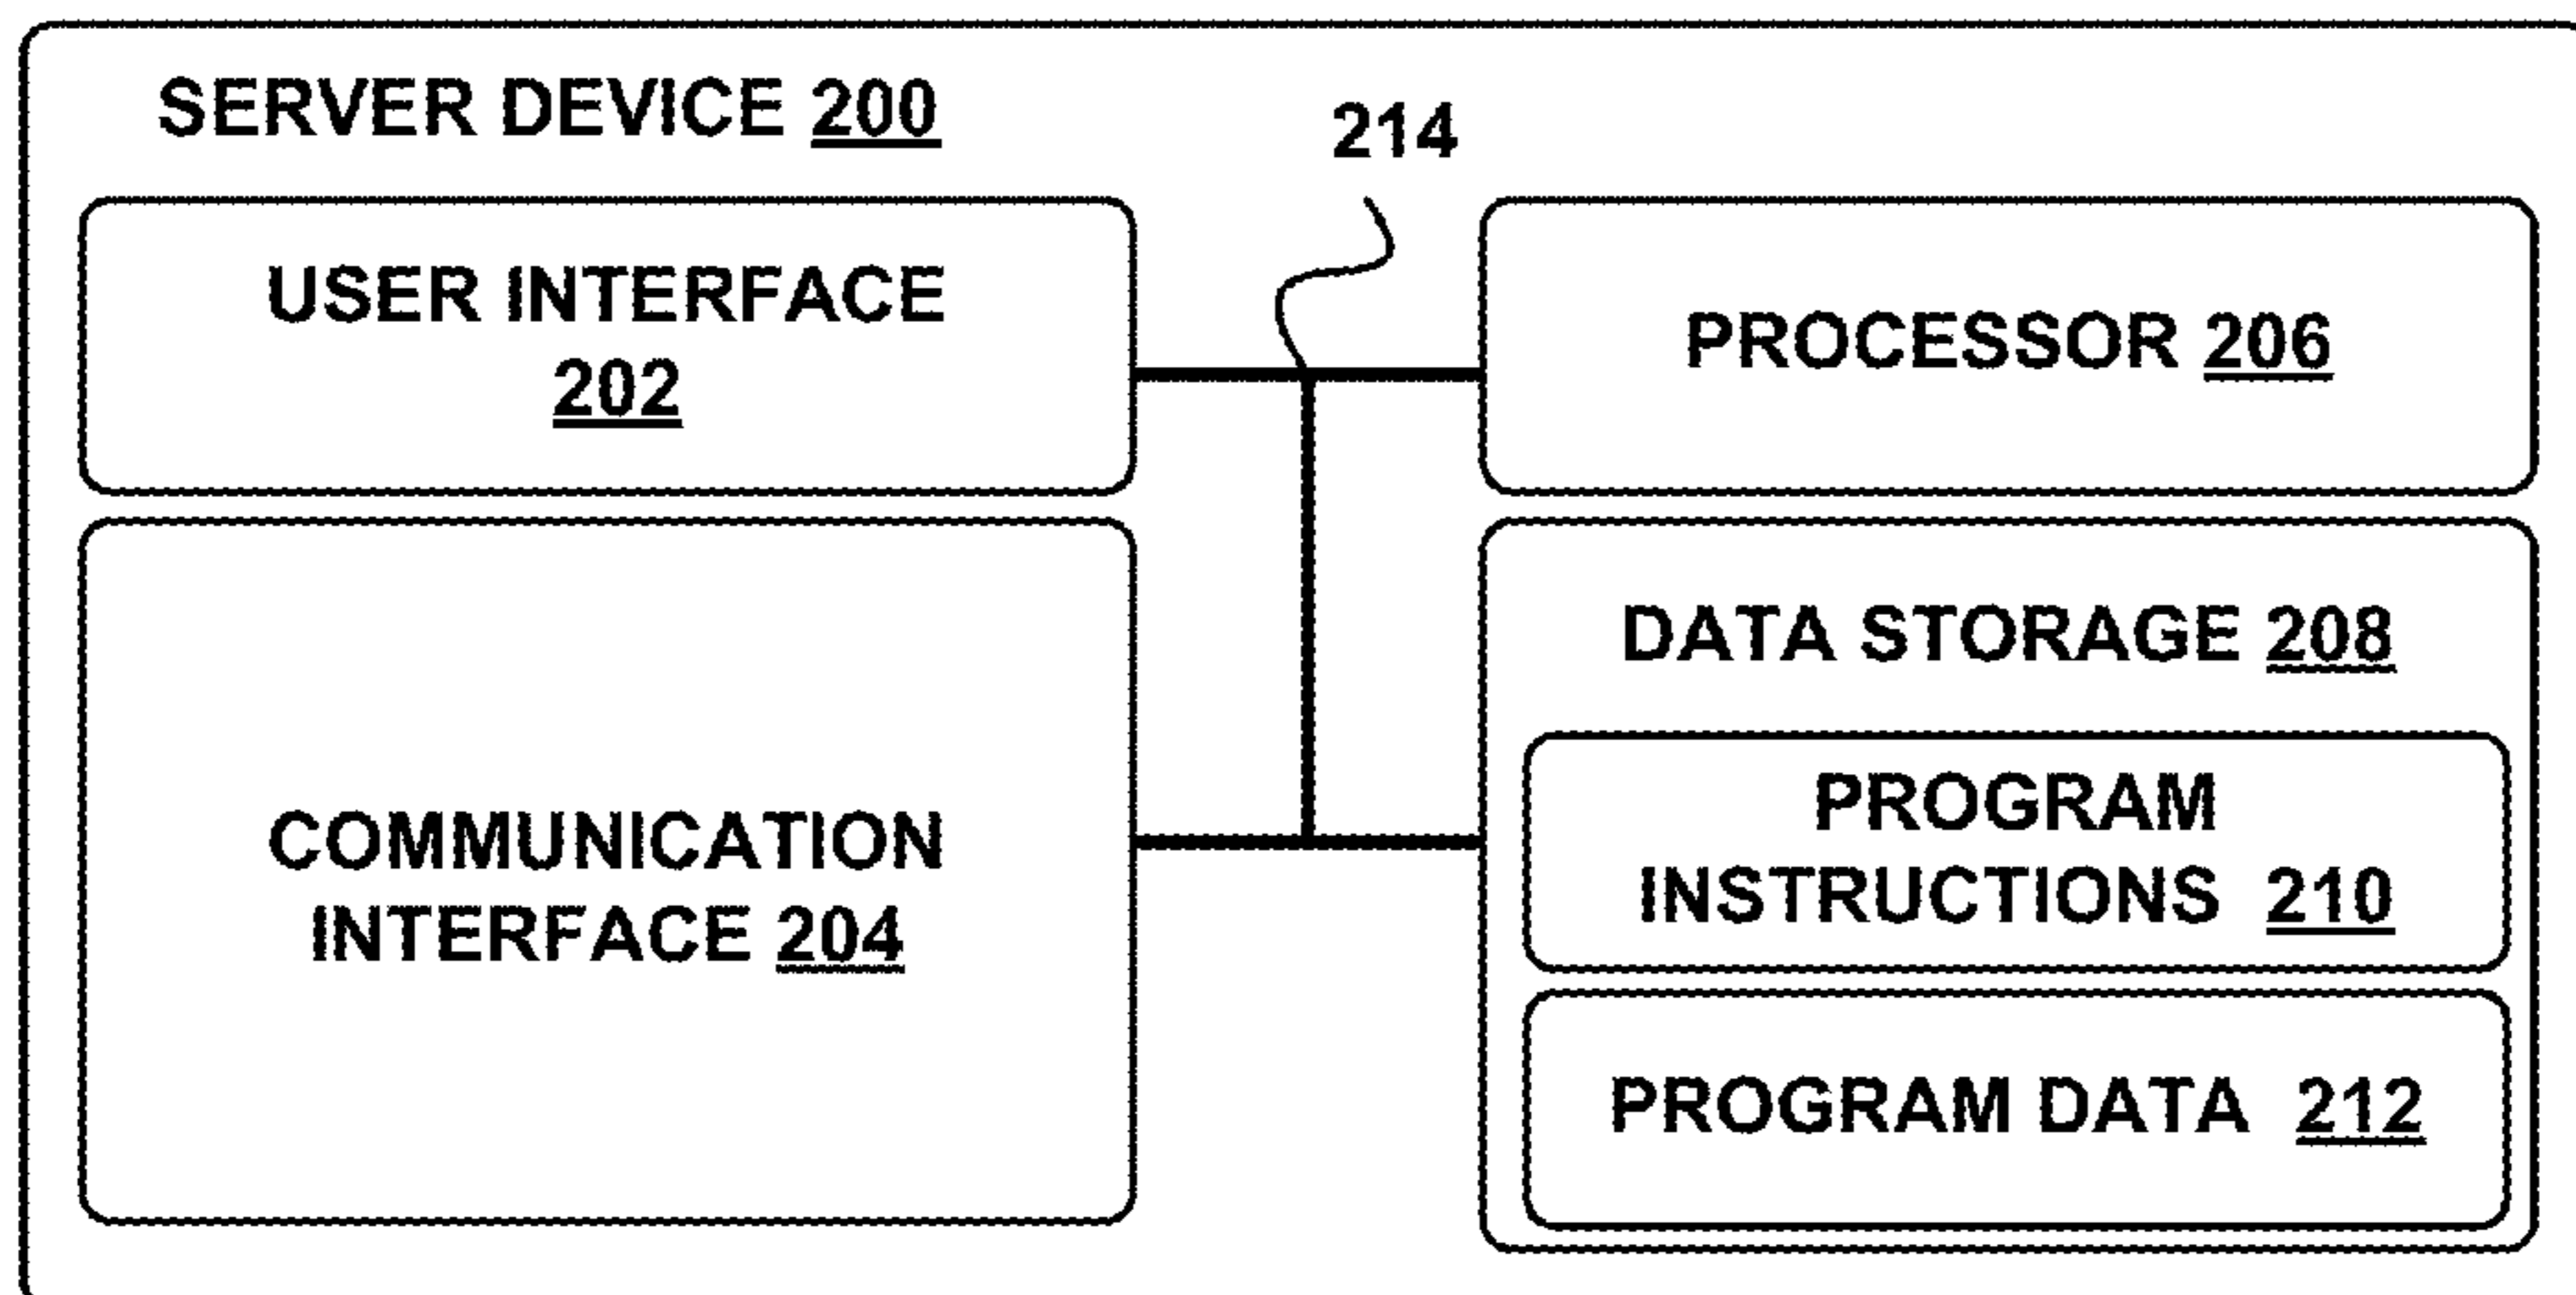 SERVER DEVICE 200
214
USER INTERFACE
202
PROCESSOR 206
COMMUNICATION
INTERFACE 204
DATA STORAGE 208
PROGRAM
INSTRUCTIONS 210
PROGRAM DATA 212